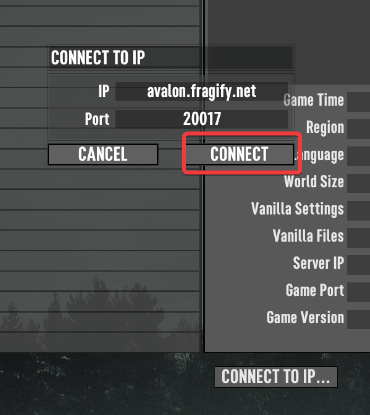 CONNECT TO IP
IP avalon.fragify.net
Game Time
Port 20017
Region
CANCEL CONNECT anguage
World Size
Vanilla Settings
Vanilla Files
Server IP
Game Port
Game Version
CONNECT TO IP...